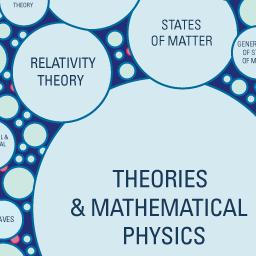 THEORY
STATES
OF MATTER
RELATIVITY
THEORY
THEORIES
& MATHEMATICAL
PHYSICS